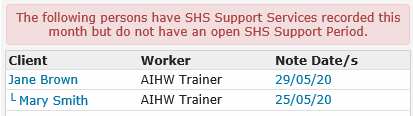 The following persons have SHS Support Services recorded this
month but do not have an open SHS Support Period.
Client Worker Note Date/s
Jane Brown AIHW Trainer 29/05/20
└ Mary Smith AIHW Trainer 25/05/20